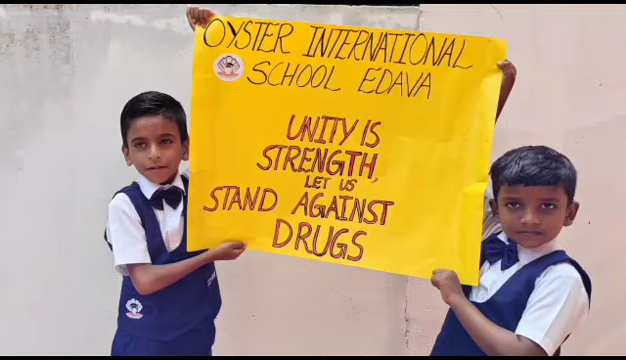 OYSTER INTERNATIONAL
SCHOOL EDAVA
UNITY IS
STRENGTH,
LET US
STAND AGAINST
DRUGS